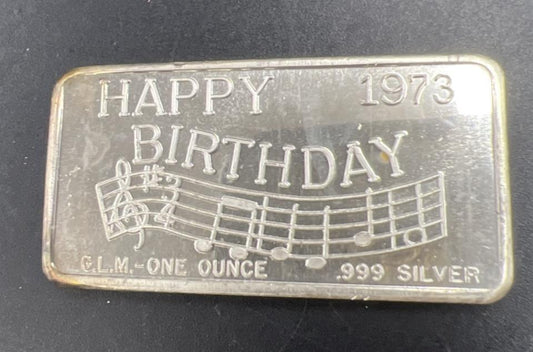 HAPPY 1973
BIRTHDAY
G.L.M.-ONE OUNCE .999 SILVER